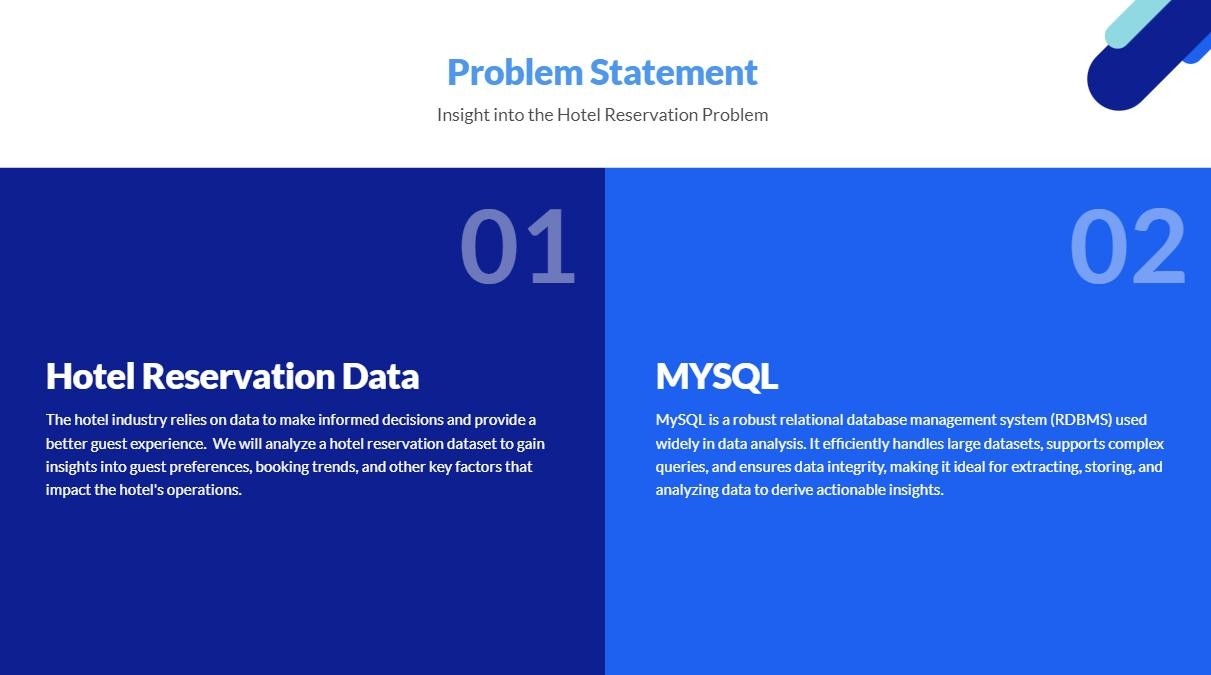 Problem Statement
Insight into the Hotel Reservation Problem
01
Hotel Reservation Data
The hotel industry relies on data to make informed decisions and provide a
better guest experience.  We will analyze a hotel reservation dataset to gain
insights into guest preferences, booking trends, and other key factors that
impact the hotel's operations.
02
MYSQL
MySQL is a robust relational database management system (RDBMS) used
widely in data analysis. It efficiently handles large datasets, supports complex
queries, and ensures data integrity, making it ideal for extracting, storing, and
analyzing data to derive actionable insights.